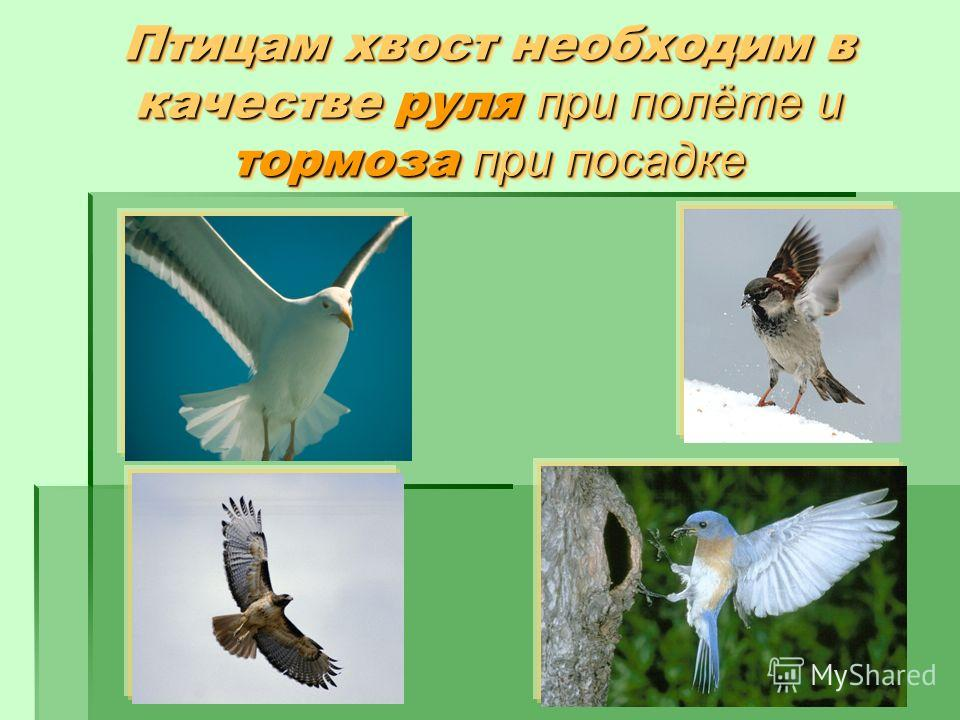 Птицам хвост необходим в
качестве руля при полёте и
тормоза при посадке
MyShared